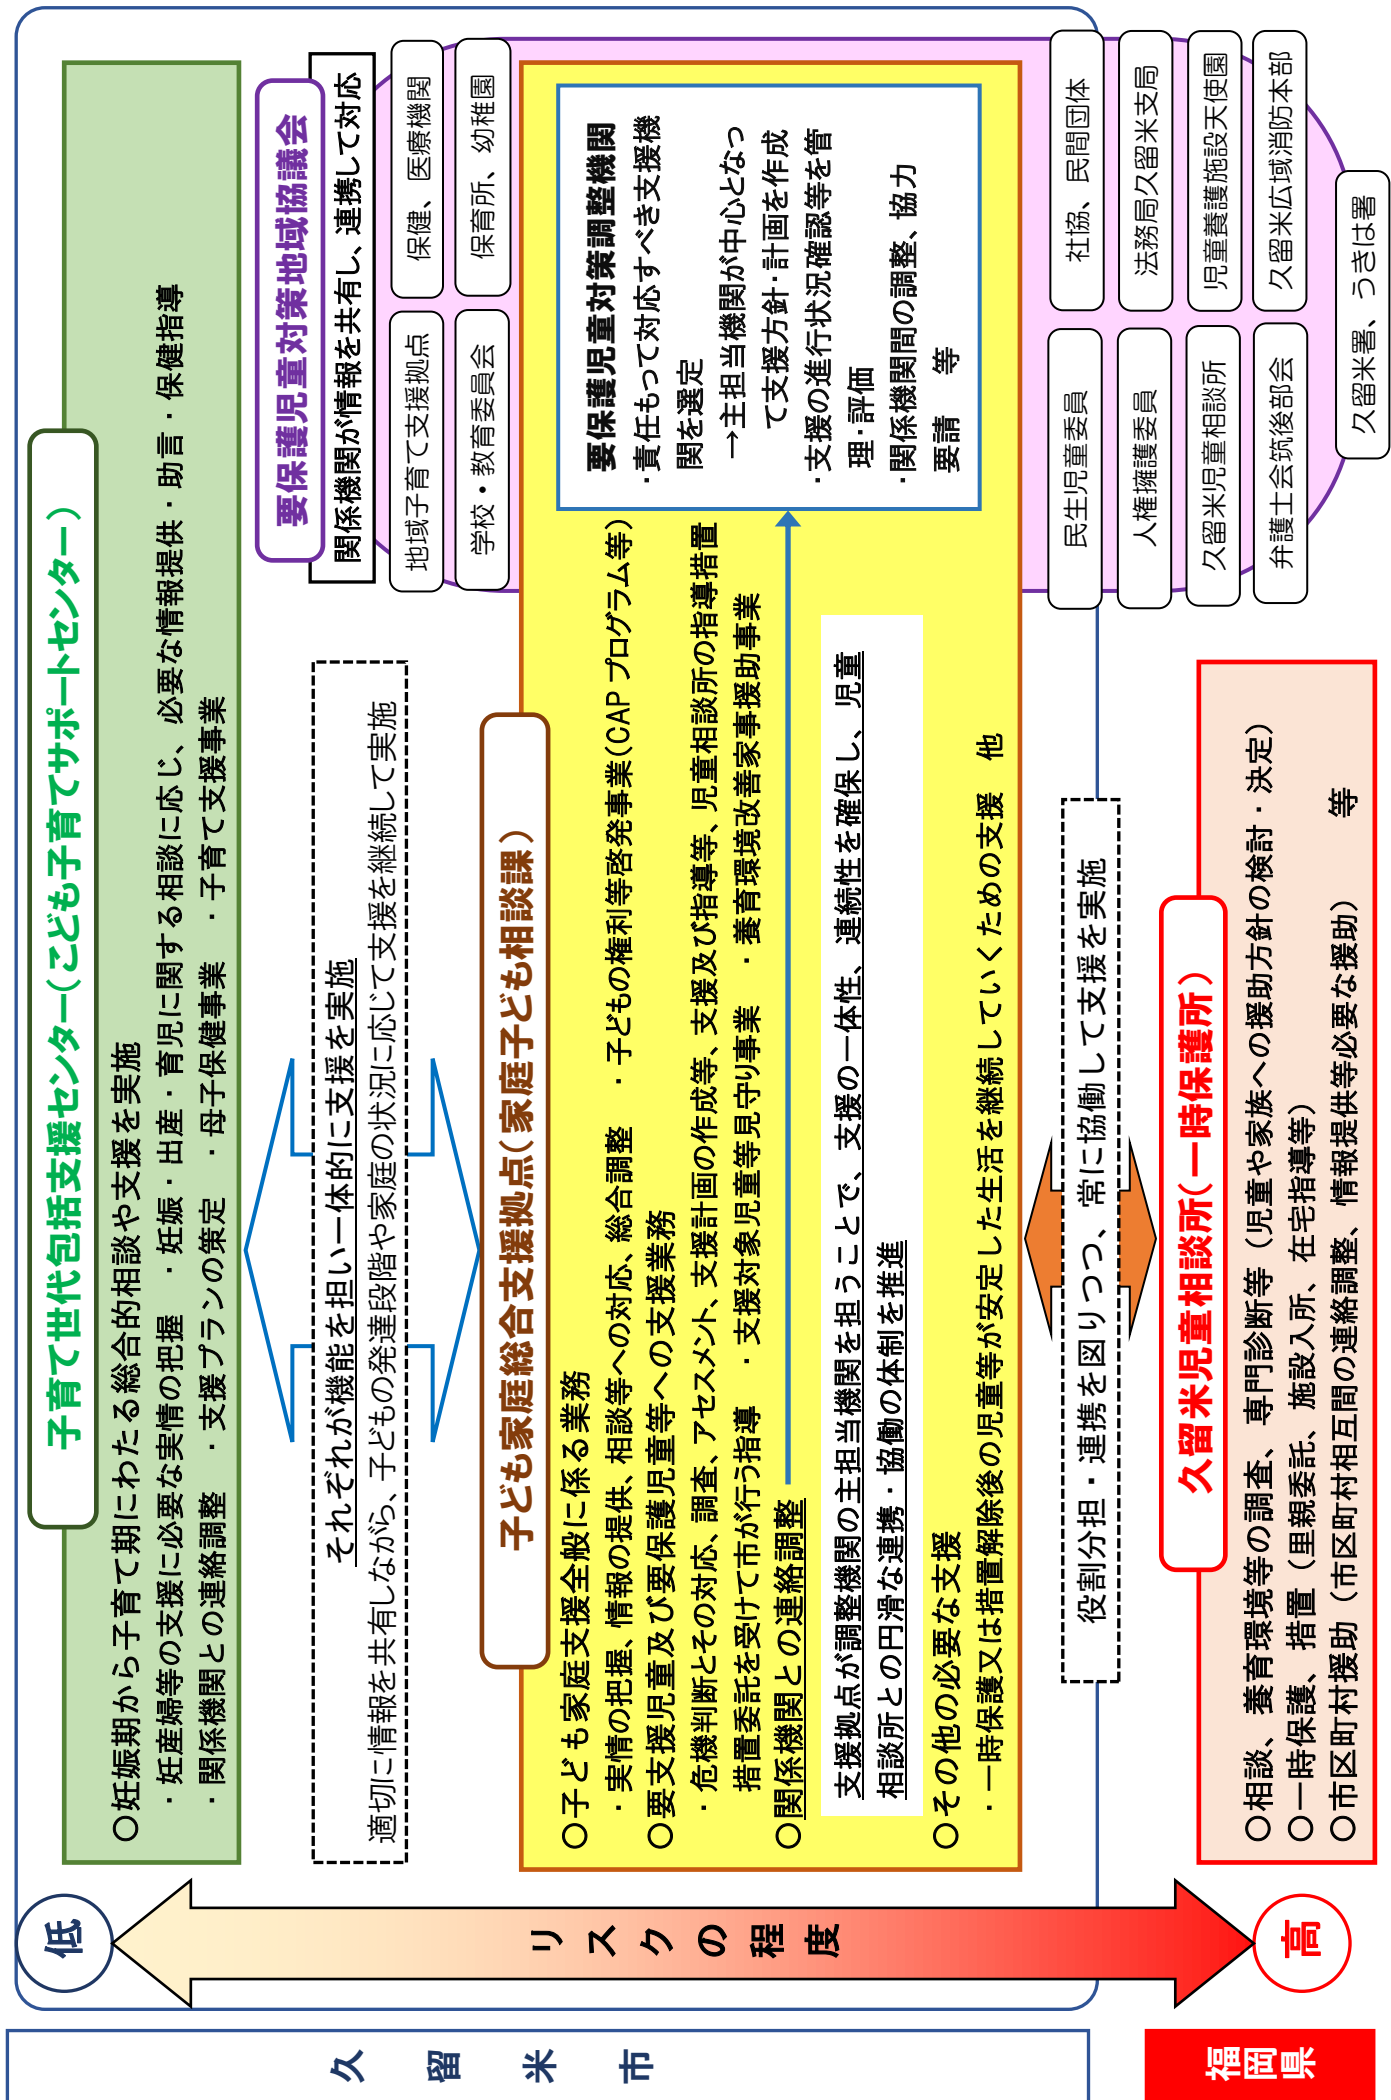 久留米市
福岡県
低
リスクの程度
高
子育て世代包括支援センター（こども子育てサポートセンター）
〇妊娠期から子育て期にわたる総合的相談や支援を実施
・妊産婦等の支援に必要な実情の把握　・妊娠・出産・育児に関する相談に応じ、必要な情報提供・助言・保健指導
・関係機関との連絡調整　・支援プランの策定　・母子保健事業　・子育て支援事業
それぞれが機能を担い一体的に支援を実施
適切に情報を共有しながら、子どもの発達段階や家庭の状況に応じて支援を継続して実施
子ども家庭総合支援拠点（家庭子ども相談課）
〇子ども家庭支援全般に係る業務
・実情の把握、情報の提供、相談等への対応、総合調整　・子どもの権利等啓発事業（CAPプログラム等）
〇要支援児童及び要保護児童等への支援業務
・危機判断とその対応、調査、アセスメント、支援計画の作成等、支援及び指導等、児童相談所の指導措置
措置委託を受けて市が行う指導　・支援対象児童等見守り事業　・養育環境改善家事援助事業
〇関係機関との連絡調整
支援拠点が調整機関の主担当機関を担うことで、支援の一体性、連続性を確保し、児童
相談所との円滑な連携・協働の体制を推進
〇その他の必要な支援
・一時保護又は措置解除後の児童等が安定した生活を継続していくための支援　他
要保護児童対策地域協議会
関係機関が情報を共有し、連携して対応
地域子育て支援拠点
保健、医療機関
学校・教育委員会
保育所、幼稚園
要保護児童対策調整機関
・責任もって対応すべき支援機
関を選定
→主担当機関が中心となっ
て支援方針・計画を作成
・支援の進行状況確認等を管
理・評価
・関係機関間の調整、協力
要請　等
民生児童委員
社協、民間団体
人権擁護委員
法務局久留米支局
久留米児童相談所
児童養護施設天使園
弁護士会筑後部会
久留米広域消防本部
久留米署、うきは署
役割分担・連携を図りつつ、常に協働して支援を実施
久留米児童相談所（一時保護所）
〇相談、養育環境等の調査、専門診断等（児童や家族への援助方針の検討・決定）
〇一時保護、措置（里親委託、施設入所、在宅指導等）
〇市区町村援助（市区町村相互間の連絡調整、情報提供等必要な援助）　等